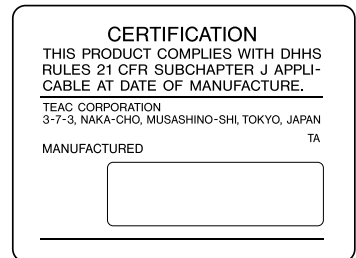 CERTIFICATION
THIS PRODUCT COMPLIES WITH DHHS
RULES 21 CFR SUBCHAPTER J APPLI-
CABLE AT DATE OF MANUFACTURE.
TEAC CORPORATION
3-7-3, NAKA-CHO, MUSASHINO-SHI, TOKYO, JAPAN
TA
MANUFACTURED